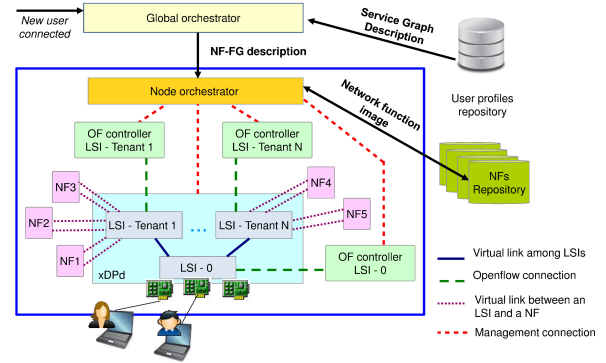 New user
connected
Global orchestrator
Service Graph
Description
NF-FG description
User profiles
repository
Node orchestrator
Network function
image
OF controller
LSI - Tenant 1
OF controller
LSI - Tenant N
NFs
Repository
NF3
NF4
NF2
LSI - Tenant 1
...
LSI - Tenant N
NF5
NF1
LSI - 0
xDPd
OF controller
LSI - 0
Virtual link among LSIs
Openflow connection
Virtual link between an
LSI and a NF
Management connection